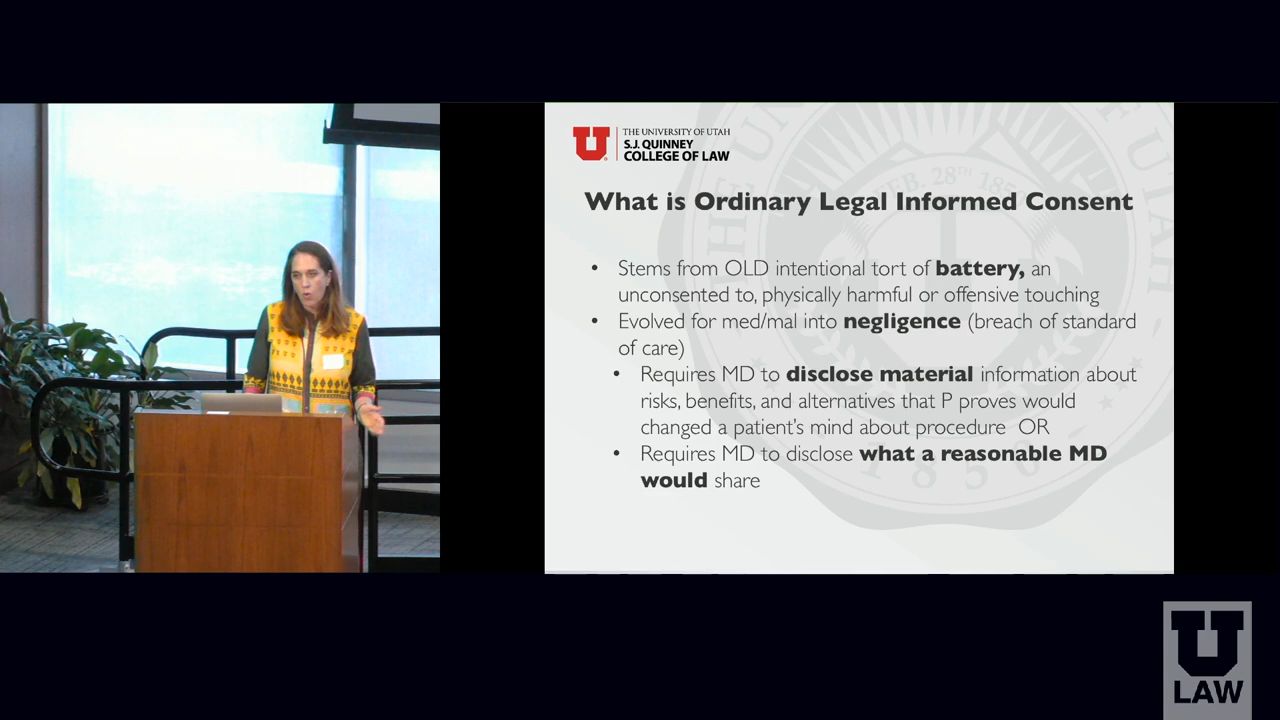 THE UNIVERSITY OF UTAH
S.J. QUINNEY
COLLEGE OF LAW
What is Ordinary Legal Informed Consent
• Stems from OLD intentional tort of battery, an
unconsented to, physically harmful or offensive touching
• Evolved for med/mal into negligence (breach of standard
of care)
• Requires MD to disclose material information about
risks, benefits, and alternatives that P proves would
changed a patient's mind about procedure OR
• Requires MD to disclose what a reasonable MD
would share
1850
U
LAW